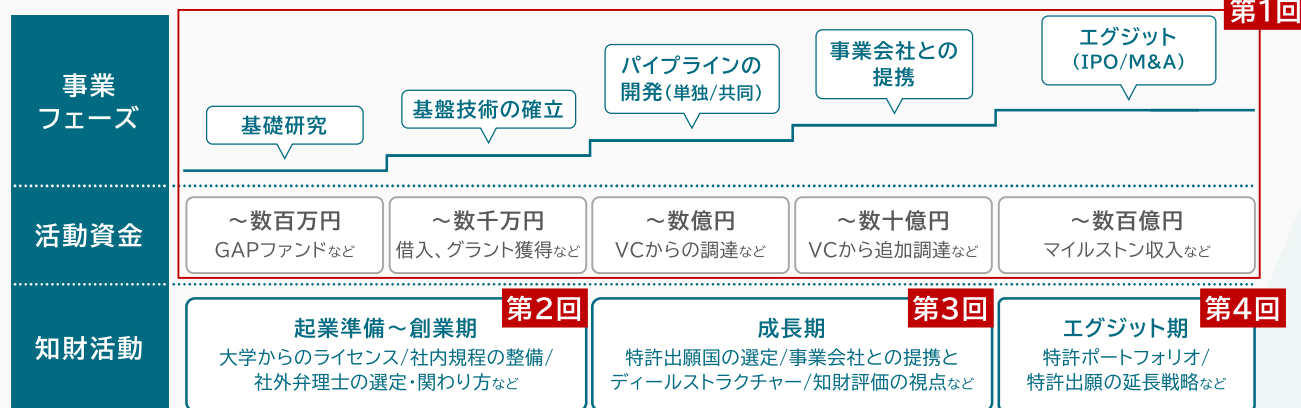 第1回
事業
フェーズ
基礎研究
基盤技術の確立
パイプラインの
開発(単独/共同)
事業会社との
提携
エグジット
(IPO/M&A)
活動資金
～数百万円
GAPファンドなど
～数千万円
借入、グラント獲得など
～数億円
VCからの調達など
～数十億円
VCから追加調達など
～数百億円
マイルストン収入など
知財活動
第2回
起業準備～創業期
大学からのライセンス/社内規程の整備/
社外弁理士の選定・関わり方など
第3回
成長期
特許出願国の選定/事業会社との提携と
ディールストラクチャー/知財評価の視点など
第4回
エグジット期
特許ポートフォリオ/
特許出願の延長戦略など